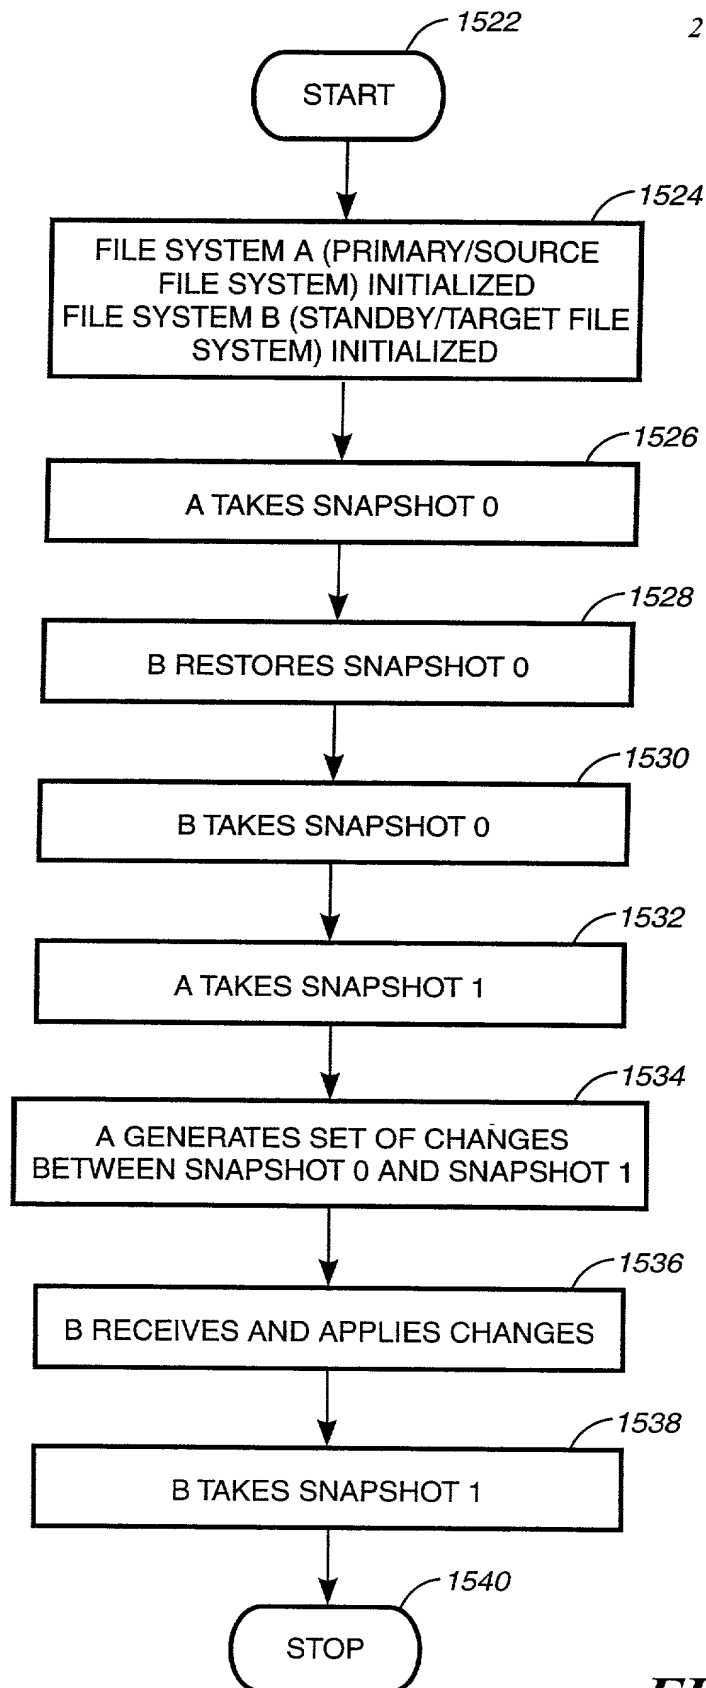 1522
2
START
1524
FILE SYSTEM A (PRIMARY/SOURCE
FILE SYSTEM) INITIALIZED
FILE SYSTEM B (STANDBY/TARGET FILE
SYSTEM) INITIALIZED
1526
A TAKES SNAPSHOT 0
1528
B RESTORES SNAPSHOT 0
1530
B TAKES SNAPSHOT 0
1532
A TAKES SNAPSHOT 1
1534
A GENERATES SET OF CHANGES
BETWEEN SNAPSHOT 0 AND SNAPSHOT 1
1536
B RECEIVES AND APPLIES CHANGES
1538
B TAKES SNAPSHOT 1
1540
STOP